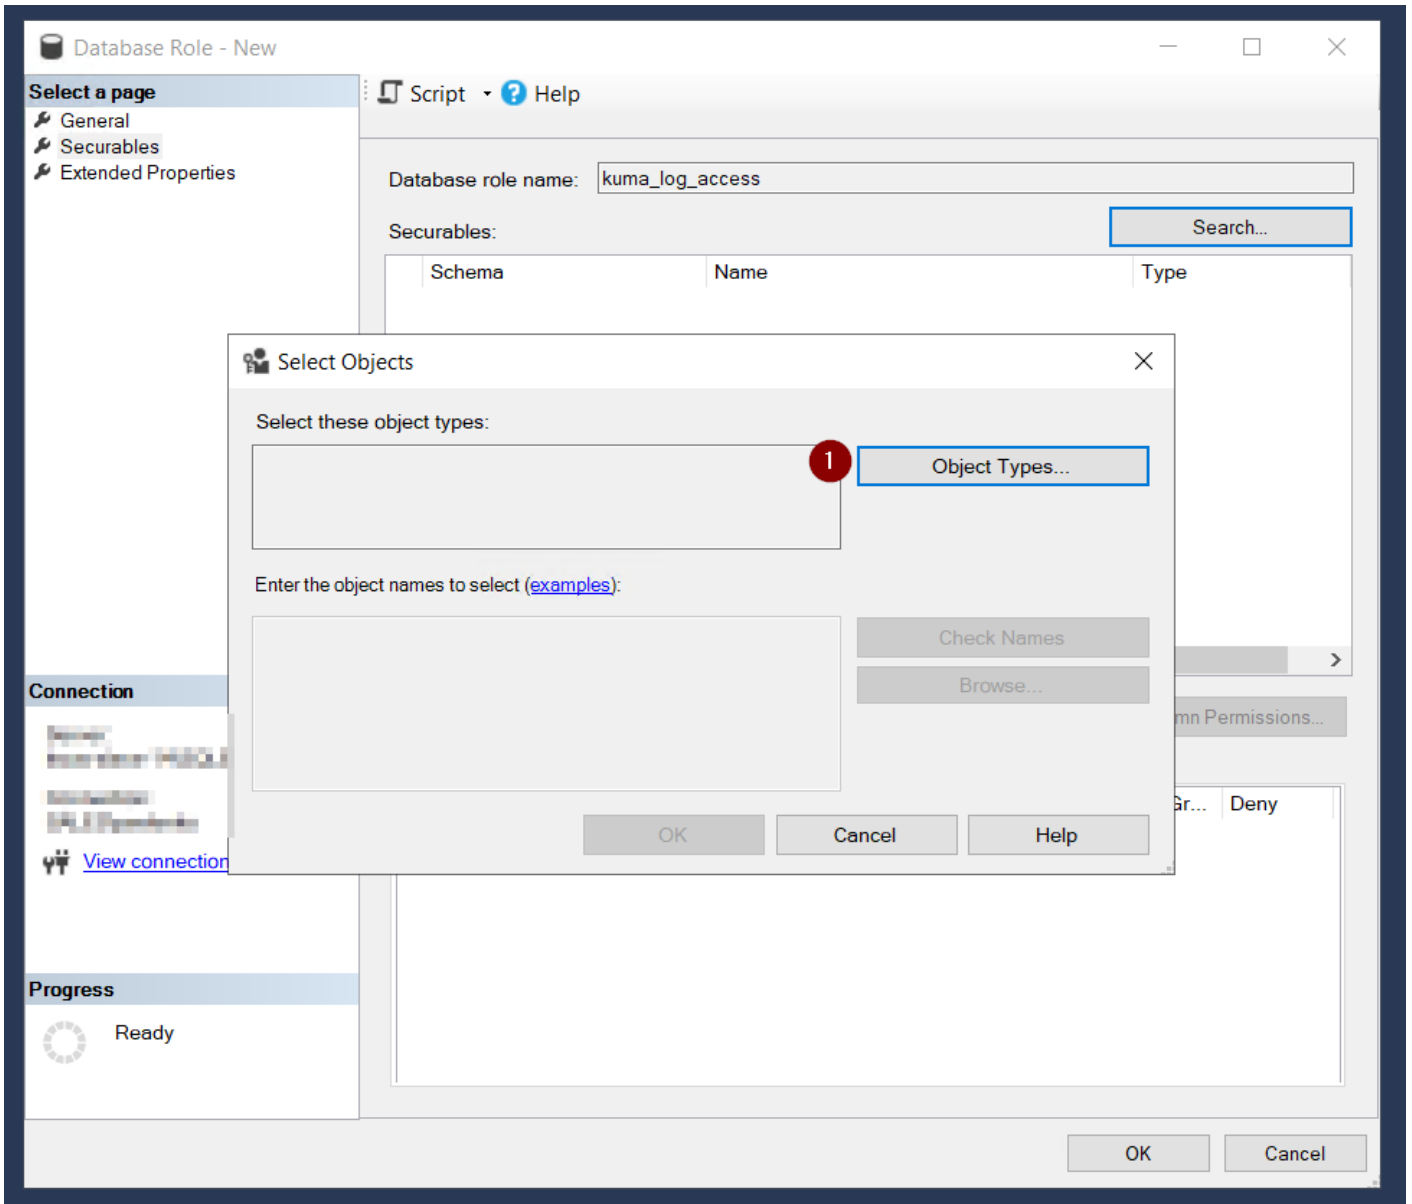 Database Role - New
Select a page
General
Securables
Extended Properties
Script
Help
Database role name:
kuma_log_access
Securables:
Search...
Schema
Name
Type
Select Objects
Select these object types:
1
Object Types...
Enter the object names to select (examples):
Check Names
Browse...
OK
Cancel
Help
Connection
View connection
mn Permissions...
Gr...
Deny
Progress
Ready
OK
Cancel